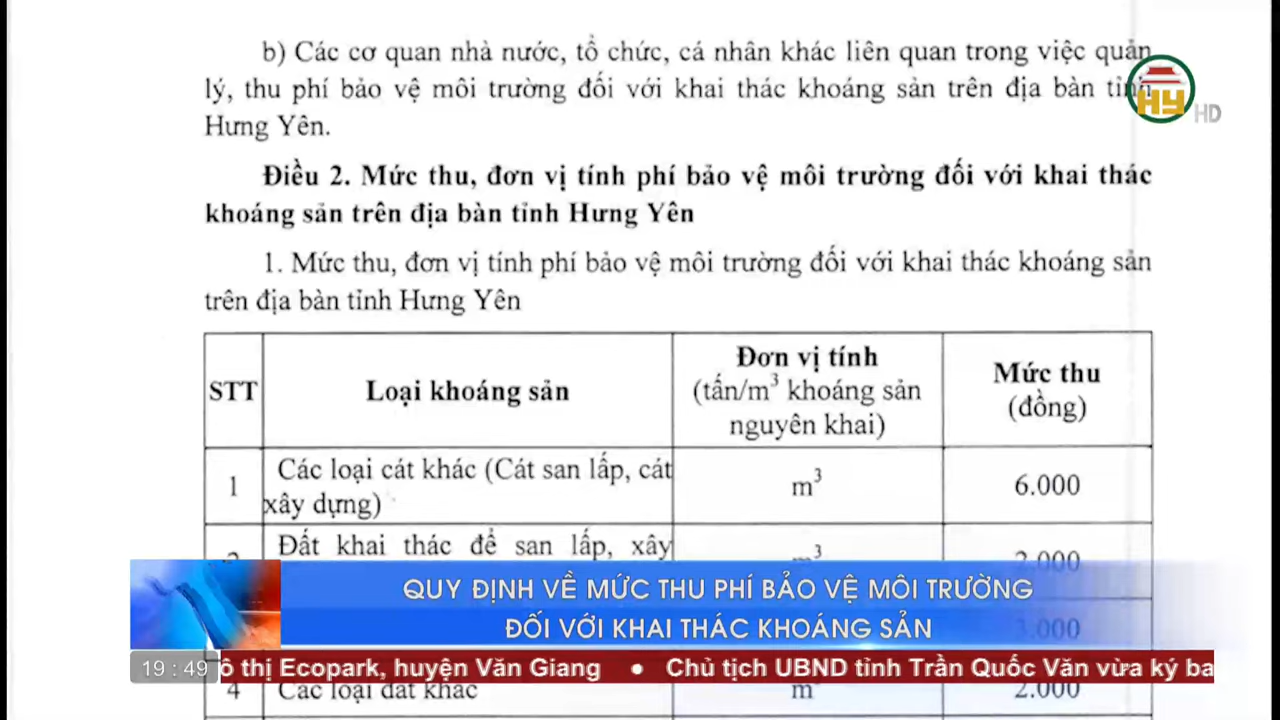 b) Các cơ quan nhà nước, tổ chức, cá nhân khác liên quan trong việc quản
lý, thu phí bảo vệ môi trường đối với khai thác khoáng sản trên địa bàn tỉnh
Hưng Yên.
HY HD
Điều 2. Mức thu, đơn vị tính phí bảo vệ môi trường đối với khai thác
khoáng sản trên địa bàn tỉnh Hưng Yên
1. Mức thu, đơn vị tính phí bảo vệ môi trường đối với khai thác khoáng sản
trên địa bàn tỉnh Hưng Yên
STT Loại khoáng sản Đơn vị tính Mức thu
(tấn/m³ khoáng sản (đồng)
nguyên khai)
1 Các loại cát khác (Cát san lấp, cát m³ 6.000
xây dựng)
Đất khai thác để san lấp, xây m³ 2.000
QUY ĐỊNH VỀ MỨC THU PHÍ BẢO VỆ MÔI TRƯỜNG
ĐỐI VỚI KHAI THÁC KHOÁNG SẢN
3.000
19 : 49 thị Ecopark, huyện Văn Giang • Chủ tịch UBND tỉnh Trần Quốc Văn vừa ký ba
4 Các loại đất khác m³ 2.000